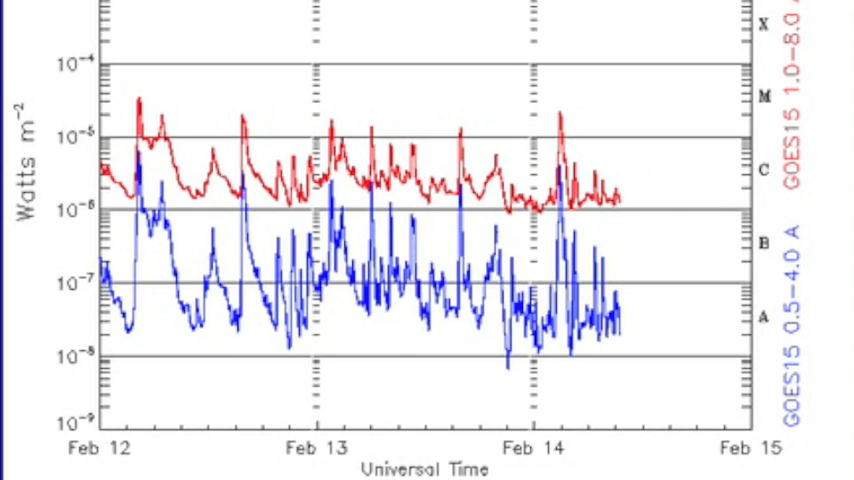 X
10⁻⁴
M
10⁻⁵
C
10⁻⁶
B
10⁻⁷
A
10⁻⁸
10⁻⁹
Watts m⁻²
Feb 12 Feb 13 Feb 14 Feb 15
Universal Time
GOES15 1.0–8.0 A
GOES15 0.5–4.0 A